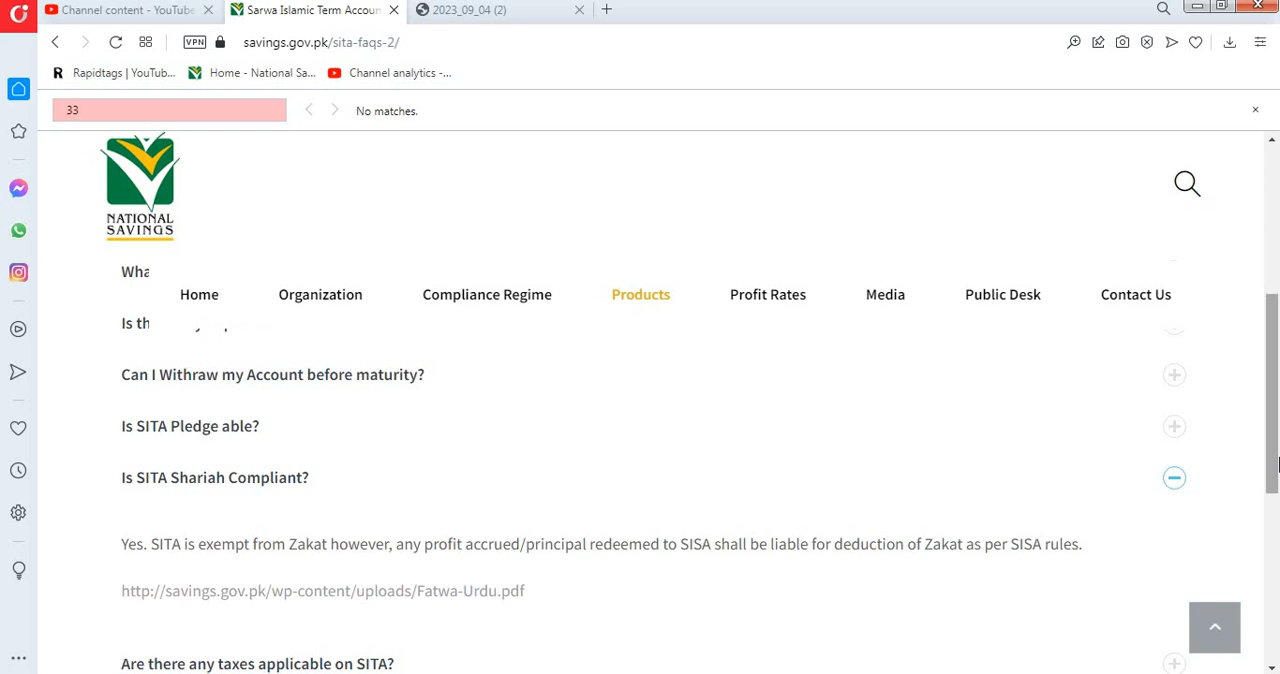 Channel content - YouTube
Sarwa Islamic Term Accoun
2023_09_04 (2)
VPN
savings.gov.pk/sita-faqs-2/
R Rapidtags | YouTub...
Home - National Sa...
Channel analytics -...
33
No matches.
NATIONAL
SAVINGS
Wha
Home
Organization
Compliance Regime
Products
Profit Rates
Media
Public Desk
Contact Us
Is th
Can I Withraw my Account before maturity?
Is SITA Pledge able?
Is SITA Shariah Compliant?
Yes. SITA is exempt from Zakat however, any profit accrued/principal redeemed to SISA shall be liable for deduction of Zakat as per SISA rules.
http://savings.gov.pk/wp-content/uploads/Fatwa-Urdu.pdf
Are there any taxes applicable on SITA?